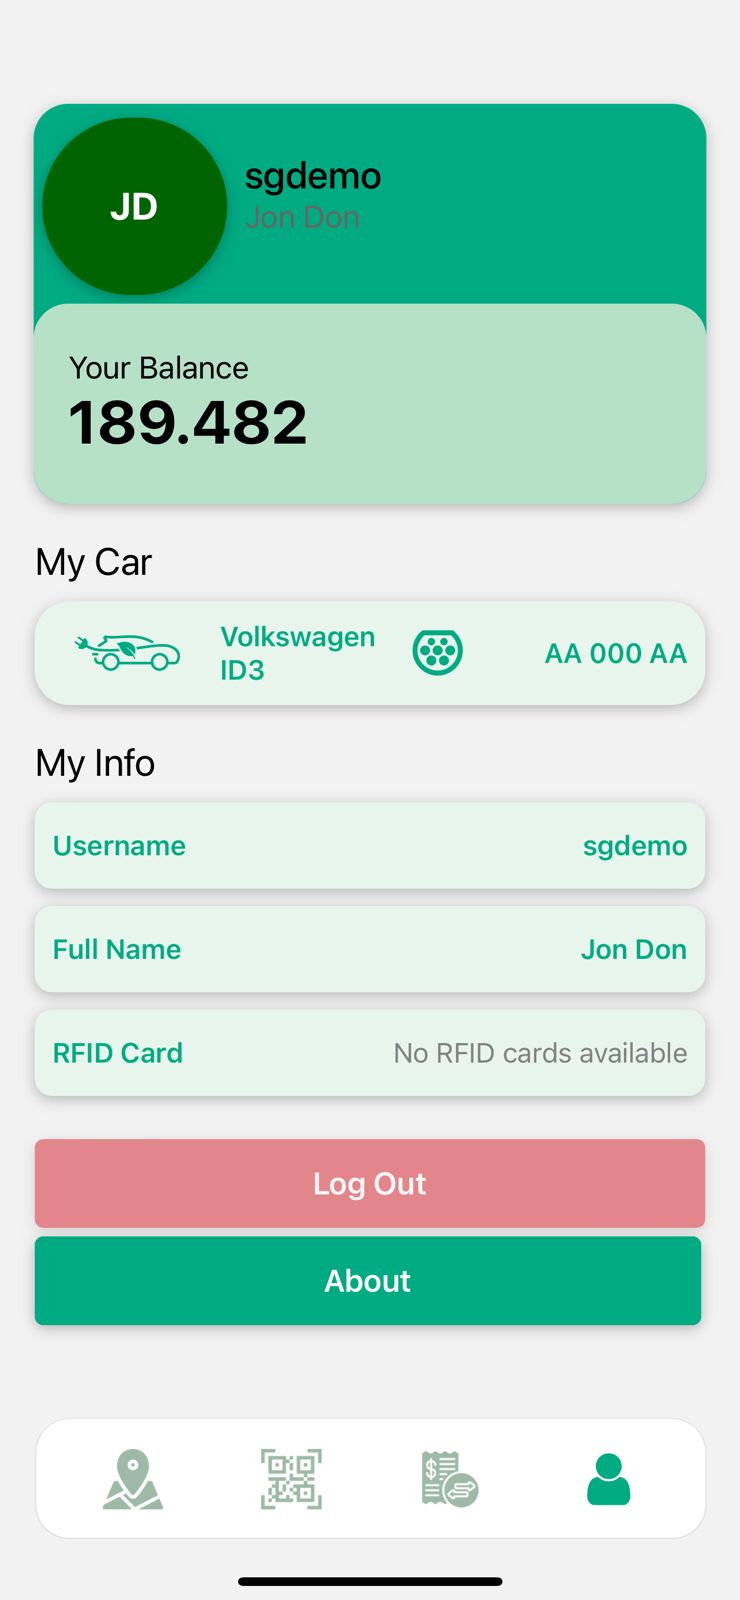 JD
sgdemo
Jon Don
Your Balance
189.482
My Car
Volkswagen
ID3
AA 000 AA
My Info
Username sgdemo
Full Name Jon Don
RFID Card No RFID cards available
Log Out
About